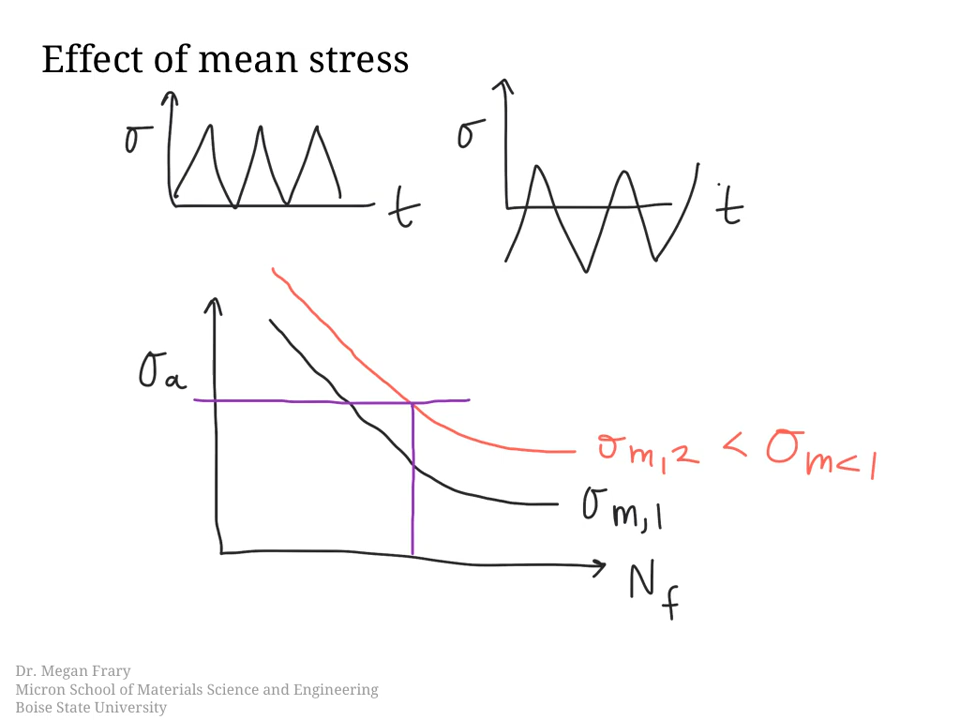 Effect of mean stress
σ
t
σ
t
σa
σm,2 < σm<1
σm,1
Nf
Dr. Megan Frary
Micron School of Materials Science and Engineering
Boise State University